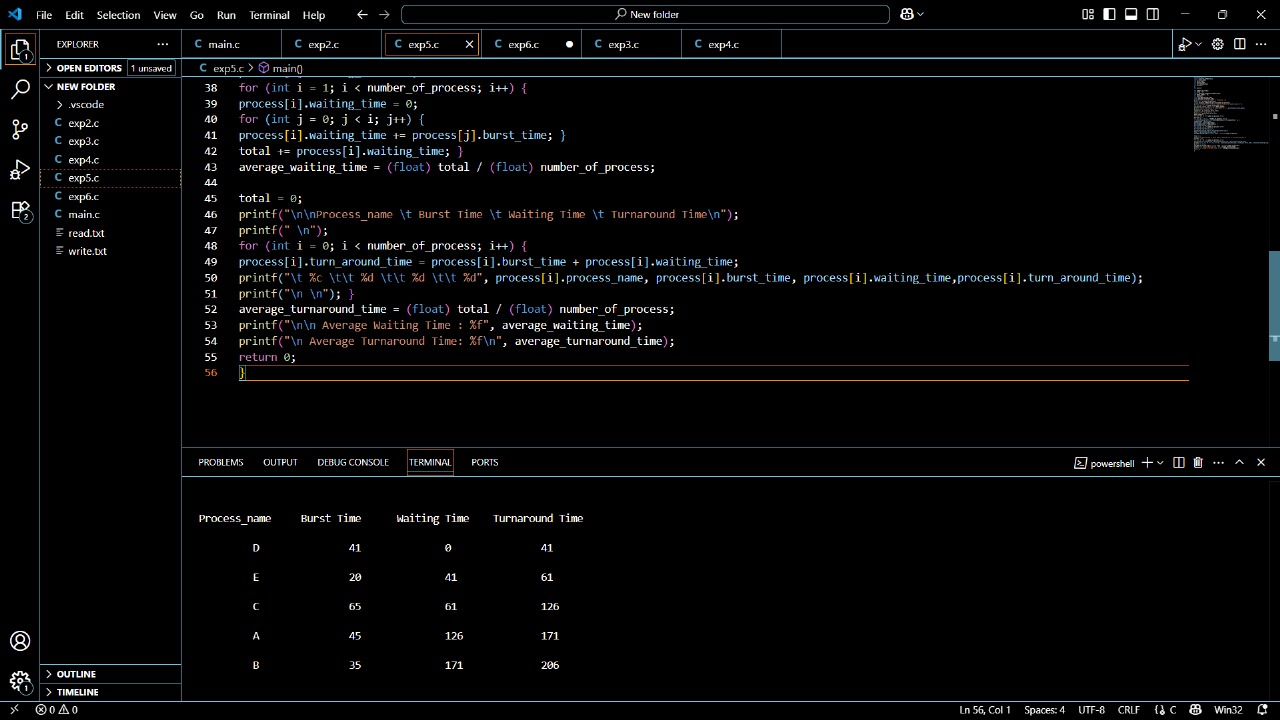 File Edit Selection View Go Run Terminal Help New folder
EXPLORER
main.c exp2.c exp5.c exp6.c exp3.c exp4.c
OPEN EDITORS 1 unsaved
exp5.c > main()
NEW FOLDER
.vscode
exp2.c
exp3.c
exp4.c
exp5.c
exp6.c
main.c
read.txt
write.txt
38 for (int i = 1; i < number_of_process; i++) {
39 process[i].waiting_time = 0;
40 for (int j = 0; j < i; j++) {
41 process[i].waiting_time += process[j].burst_time; }
42 total += process[i].waiting_time; }
43 average_waiting_time = (float) total / (float) number_of_process;
44
45 total = 0;
46 printf("\n\nProcess_name \t Burst Time \t Waiting Time \t Turnaround Time\n");
47 printf(" \n");
48 for (int i = 0; i < number_of_process; i++) {
49 process[i].turn_around_time = process[i].burst_time + process[i].waiting_time;
50 printf("\t %c \t\t %d \t\t %d \t\t %d", process[i].process_name, process[i].burst_time, process[i].waiting_time,process[i].turn_around_time);
51 printf("\n \n"); }
52 average_turnaround_time = (float) total / (float) number_of_process;
53 printf("\n\n Average Waiting Time : %f", average_waiting_time);
54 printf("\n Average Turnaround Time: %f\n", average_turnaround_time);
55 return 0;
56 }
PROBLEMS OUTPUT DEBUG CONSOLE TERMINAL PORTS powershell
Process_name Burst Time Waiting Time Turnaround Time
D 41 0 41
E 20 41 61
C 65 61 126
A 45 126 171
B 35 171 206
OUTLINE
TIMELINE
0 0 Ln 56, Col 1 Spaces: 4 UTF-8 CRLF {} C Win32